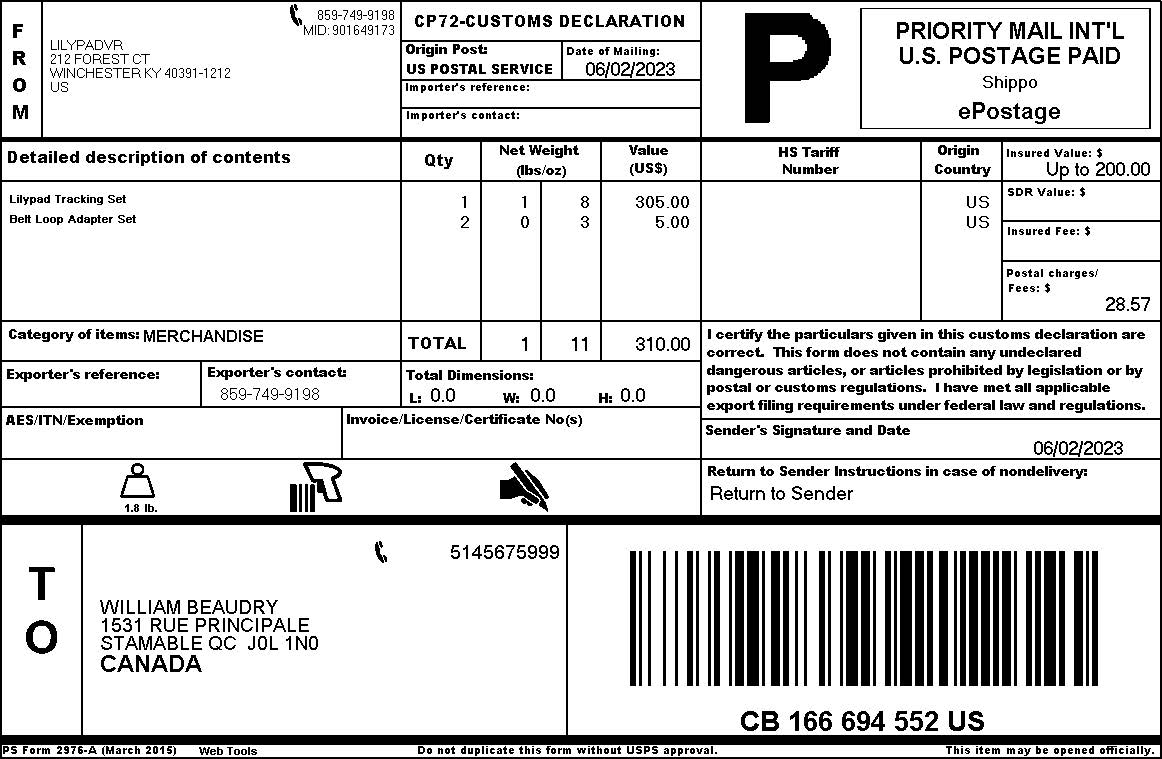 FROM
859-749-9198
MID: 901649173
LILYPADVR
212 FOREST CT
WINCHESTER KY 40391-1212
US
CP72-CUSTOMS DECLARATION
Origin Post:
US POSTAL SERVICE
Date of Mailing:
06/02/2023
Importer's reference:
Importer's contact:
P
PRIORITY MAIL INT'L
U.S. POSTAGE PAID
Shippo
ePostage
Detailed description of contents
Qty
Net Weight
(lbs/oz)
Value
(US$)
HS Tariff
Number
Origin
Country
Insured Value: $
Up to 200.00
Lilypad Tracking Set 1 1 8 305.00 US
Belt Loop Adapter Set 2 0 3 5.00 US
SDR Value: $
Insured Fee: $
Postal charges/
Fees: $
28.57
Category of items: MERCHANDISE
TOTAL 1 11 310.00
Exporter's reference:
Exporter's contact:
859-749-9198
Total Dimensions:
L: 0.0 W: 0.0 H: 0.0
I certify the particulars given in this customs declaration are
correct. This form does not contain any undeclared
dangerous articles, or articles prohibited by legislation or by
postal or customs regulations. I have met all applicable
export filing requirements under federal law and regulations.
AES/ITN/Exemption
Invoice/License/Certificate No(s)
Sender's Signature and Date
06/02/2023
1.8 lb.
Return to Sender Instructions in case of nondelivery:
Return to Sender
TO
5145675999
WILLIAM BEAUDRY
1531 RUE PRINCIPALE
STAMABLE QC J0L 1N0
CANADA
CB 166 694 552 US
PS Form 2976-A (March 2015) Web Tools Do not duplicate this form without USPS approval. This item may be opened officially.